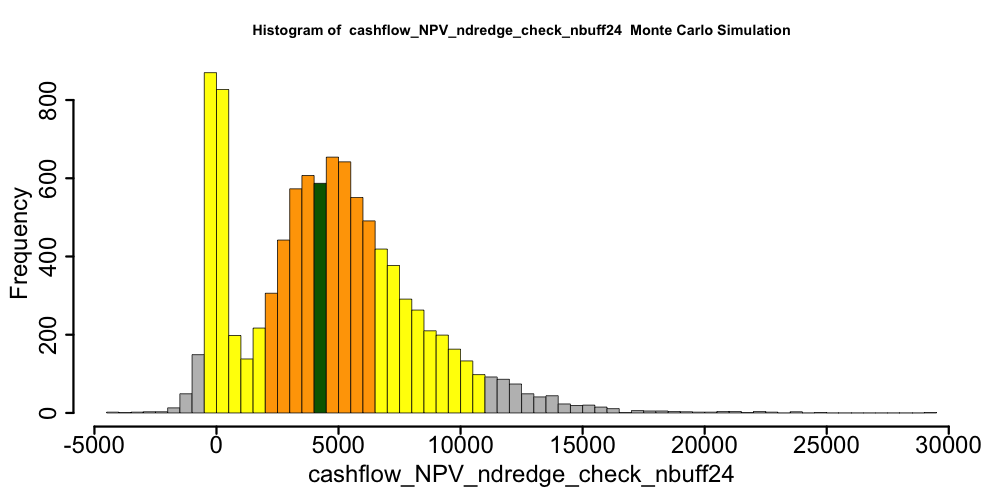 Histogram of cashflow_NPV_ndredge_check_nbuff24 Monte Carlo Simulation
Frequency
800
600
400
200
0
-5000 0 5000 10000 15000 20000 25000 30000
cashflow_NPV_ndredge_check_nbuff24